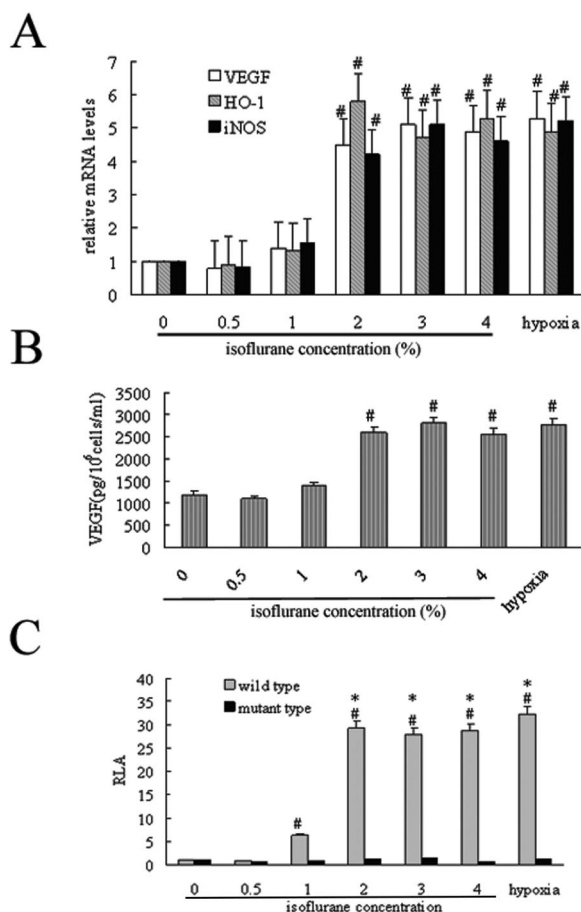 A
7
6
5
4
3
2
1
0
relative mRNA levels
VEGF
HO-1
iNOS
# # # # # # # # # # # #
0 0.5 1 2 3 4 hypoxia
isoflurane concentration (%)
B
3500
3000
2500
2000
1500
1000
500
0
VEGF(pg/10⁶cells/ml)
# # # #
0 0.5 1 2 3 4 hypoxia
isoflurane concentration (%)
C
40
35
30
25
20
15
10
5
0
RLA
wild type
mutant type
* * * *
# # # # #
0 0.5 1 2 3 4 hypoxia
isoflurane concentration